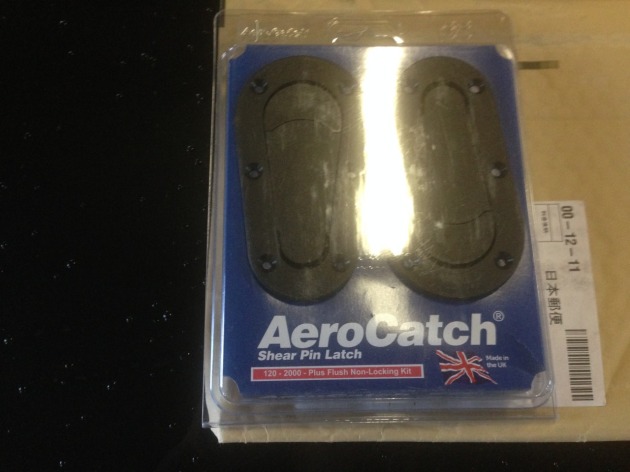 AeroCatch®
Shear Pin Latch
120 - 2000 - Plus Flush Non-Locking Kit
Made in
the UK
00-12-11
日本郵便